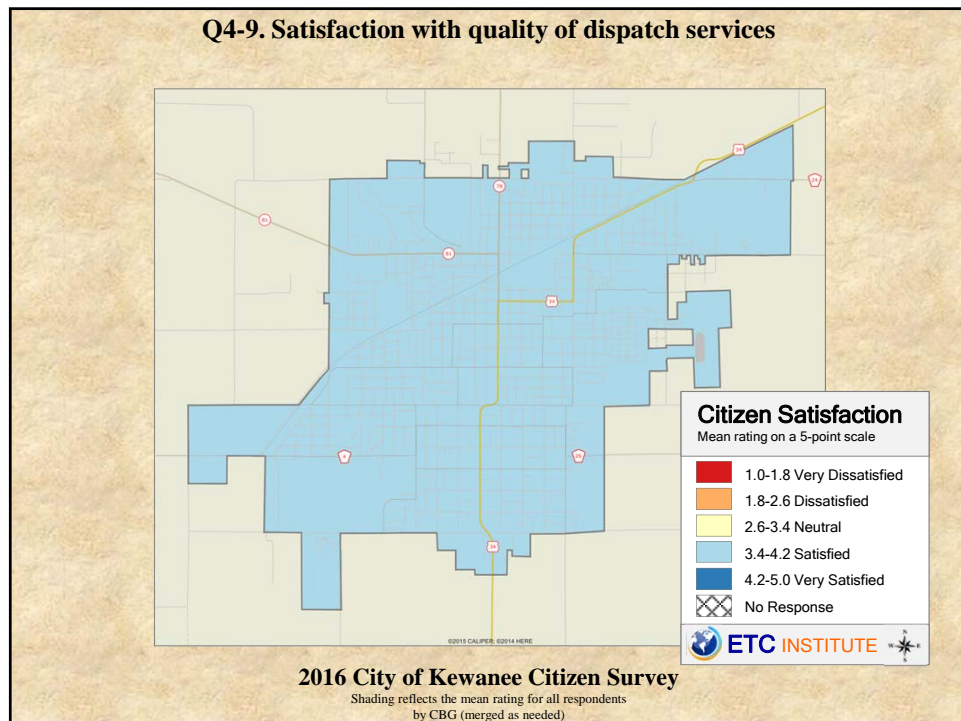 Q4-9. Satisfaction with quality of dispatch services
34
24
78
81
81
34
4
26
34
©2015 CALIPER; ©2014 HERE
Citizen Satisfaction
Mean rating on a 5-point scale
1.0-1.8 Very Dissatisfied
1.8-2.6 Dissatisfied
2.6-3.4 Neutral
3.4-4.2 Satisfied
4.2-5.0 Very Satisfied
No Response
ETC INSTITUTE
N
W E
S
2016 City of Kewanee Citizen Survey
Shading reflects the mean rating for all respondents
by CBG (merged as needed)